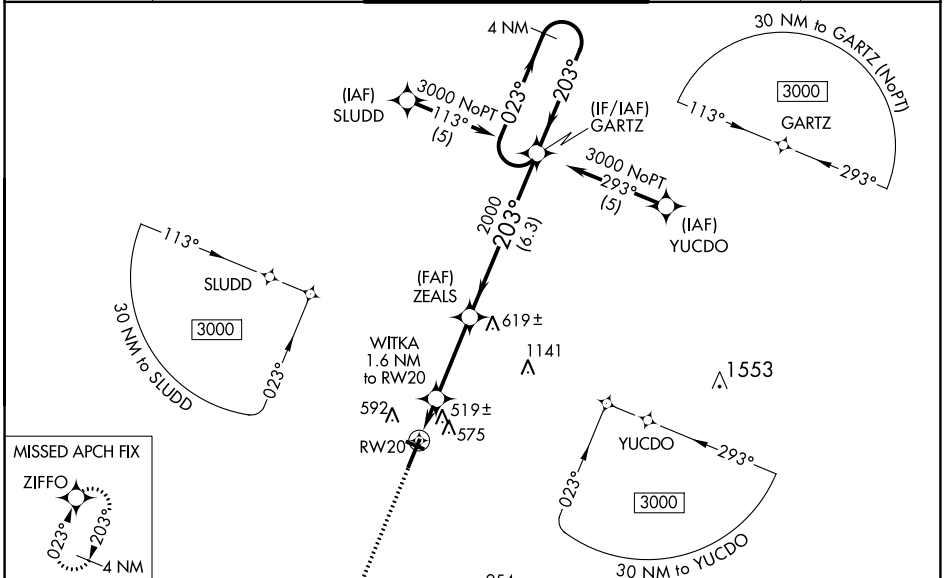 4 NM
023°
203°
(IAF)
SLUDD
3000 NoPT
113°
(5)
(IF/IAF)
GARTZ
3000 NoPT
293°
(5)
(IAF)
YUCDO
30 NM to GARTZ (NoPT)
3000
113°
GARTZ
293°
2000
203°
(6.3)
113°
SLUDD
3000
023°
30 NM to SLUDD
(FAF)
ZEALS
619±
WITKA
1.6 NM
to RW20
1141
1553
592
519±
575
RW20
YUCDO
293°
023°
3000
30 NM to YUCDO
MISSED APCH FIX
ZIFFO
023°
203°
4 NM